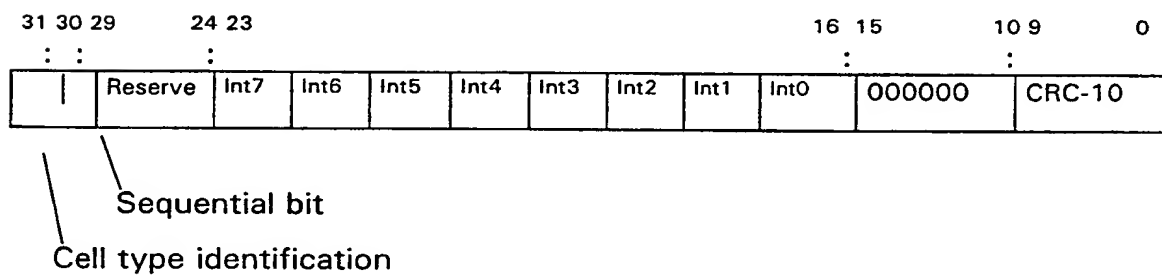 31 30 29 24 23 16 15 10 9 0
: : : : :
Reserve Int7 Int6 Int5 Int4 Int3 Int2 Int1 Int0 000000 CRC-10
Sequential bit
Cell type identification